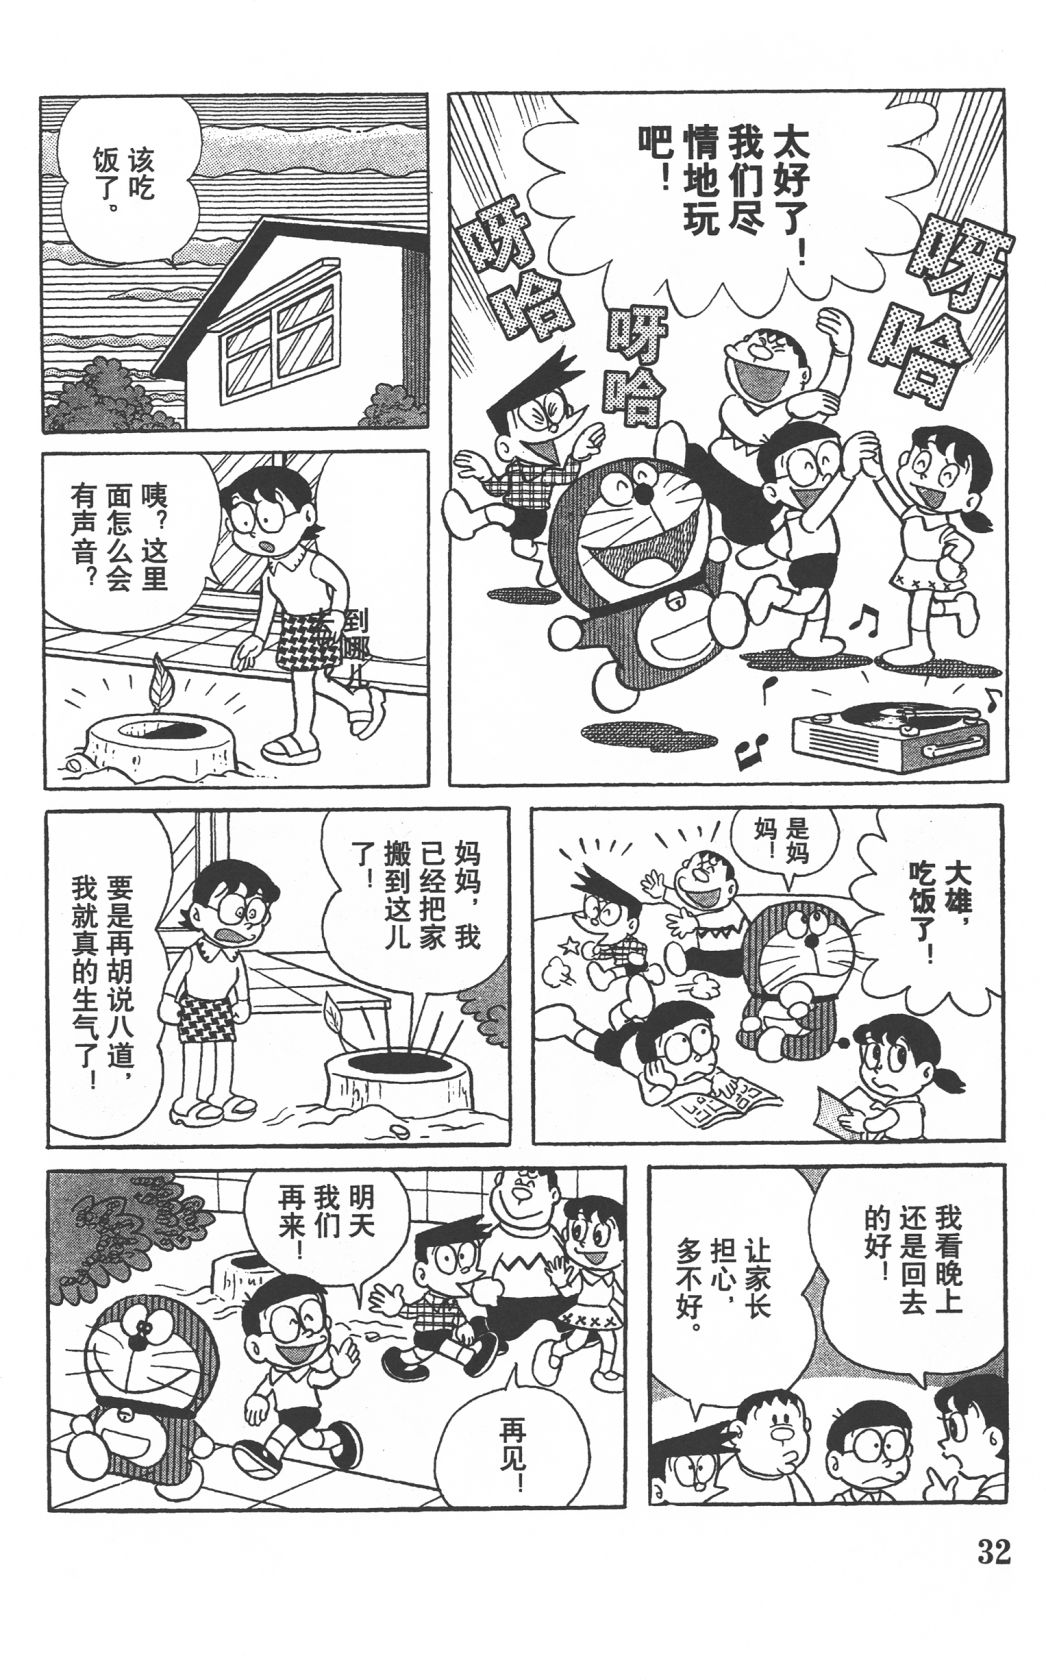 太好了！
我们尽
情地玩
吧！
呀
哈
呀
哈
呀
哈
该吃
饭了。
咦？这里
面怎么会
有声音？
到
大雄，
吃饭了！
是妈
妈！
妈妈，我
已经把家
搬到这儿
了！
要是再胡说八道，
我就真的生气了！
我看晚上
还是回去
的好！
让家长
担心，
多不好。
明天
我们
再来！
再见！
32